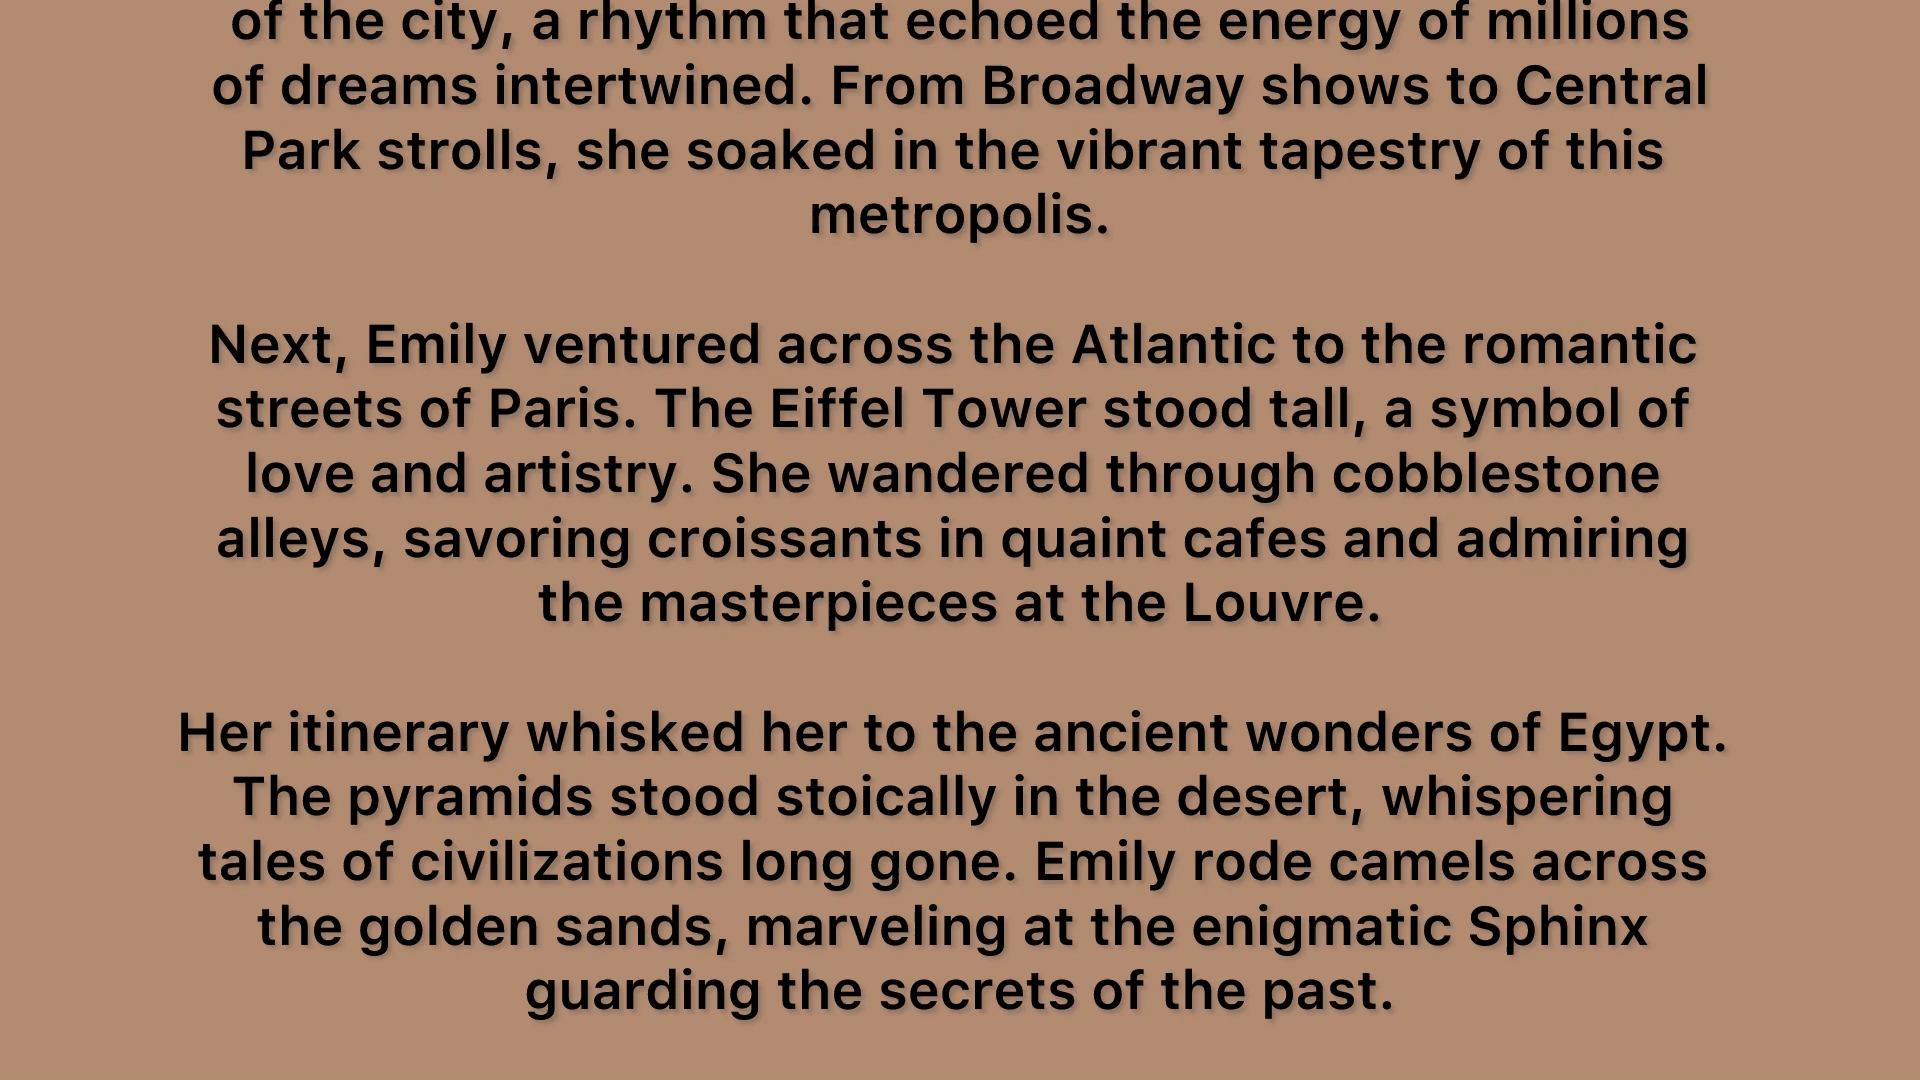 of the city, a rhythm that echoed the energy of millions
of dreams intertwined. From Broadway shows to Central
Park strolls, she soaked in the vibrant tapestry of this
metropolis.
Next, Emily ventured across the Atlantic to the romantic
streets of Paris. The Eiffel Tower stood tall, a symbol of
love and artistry. She wandered through cobblestone
alleys, savoring croissants in quaint cafes and admiring
the masterpieces at the Louvre.
Her itinerary whisked her to the ancient wonders of Egypt.
The pyramids stood stoically in the desert, whispering
tales of civilizations long gone. Emily rode camels across
the golden sands, marveling at the enigmatic Sphinx
guarding the secrets of the past.